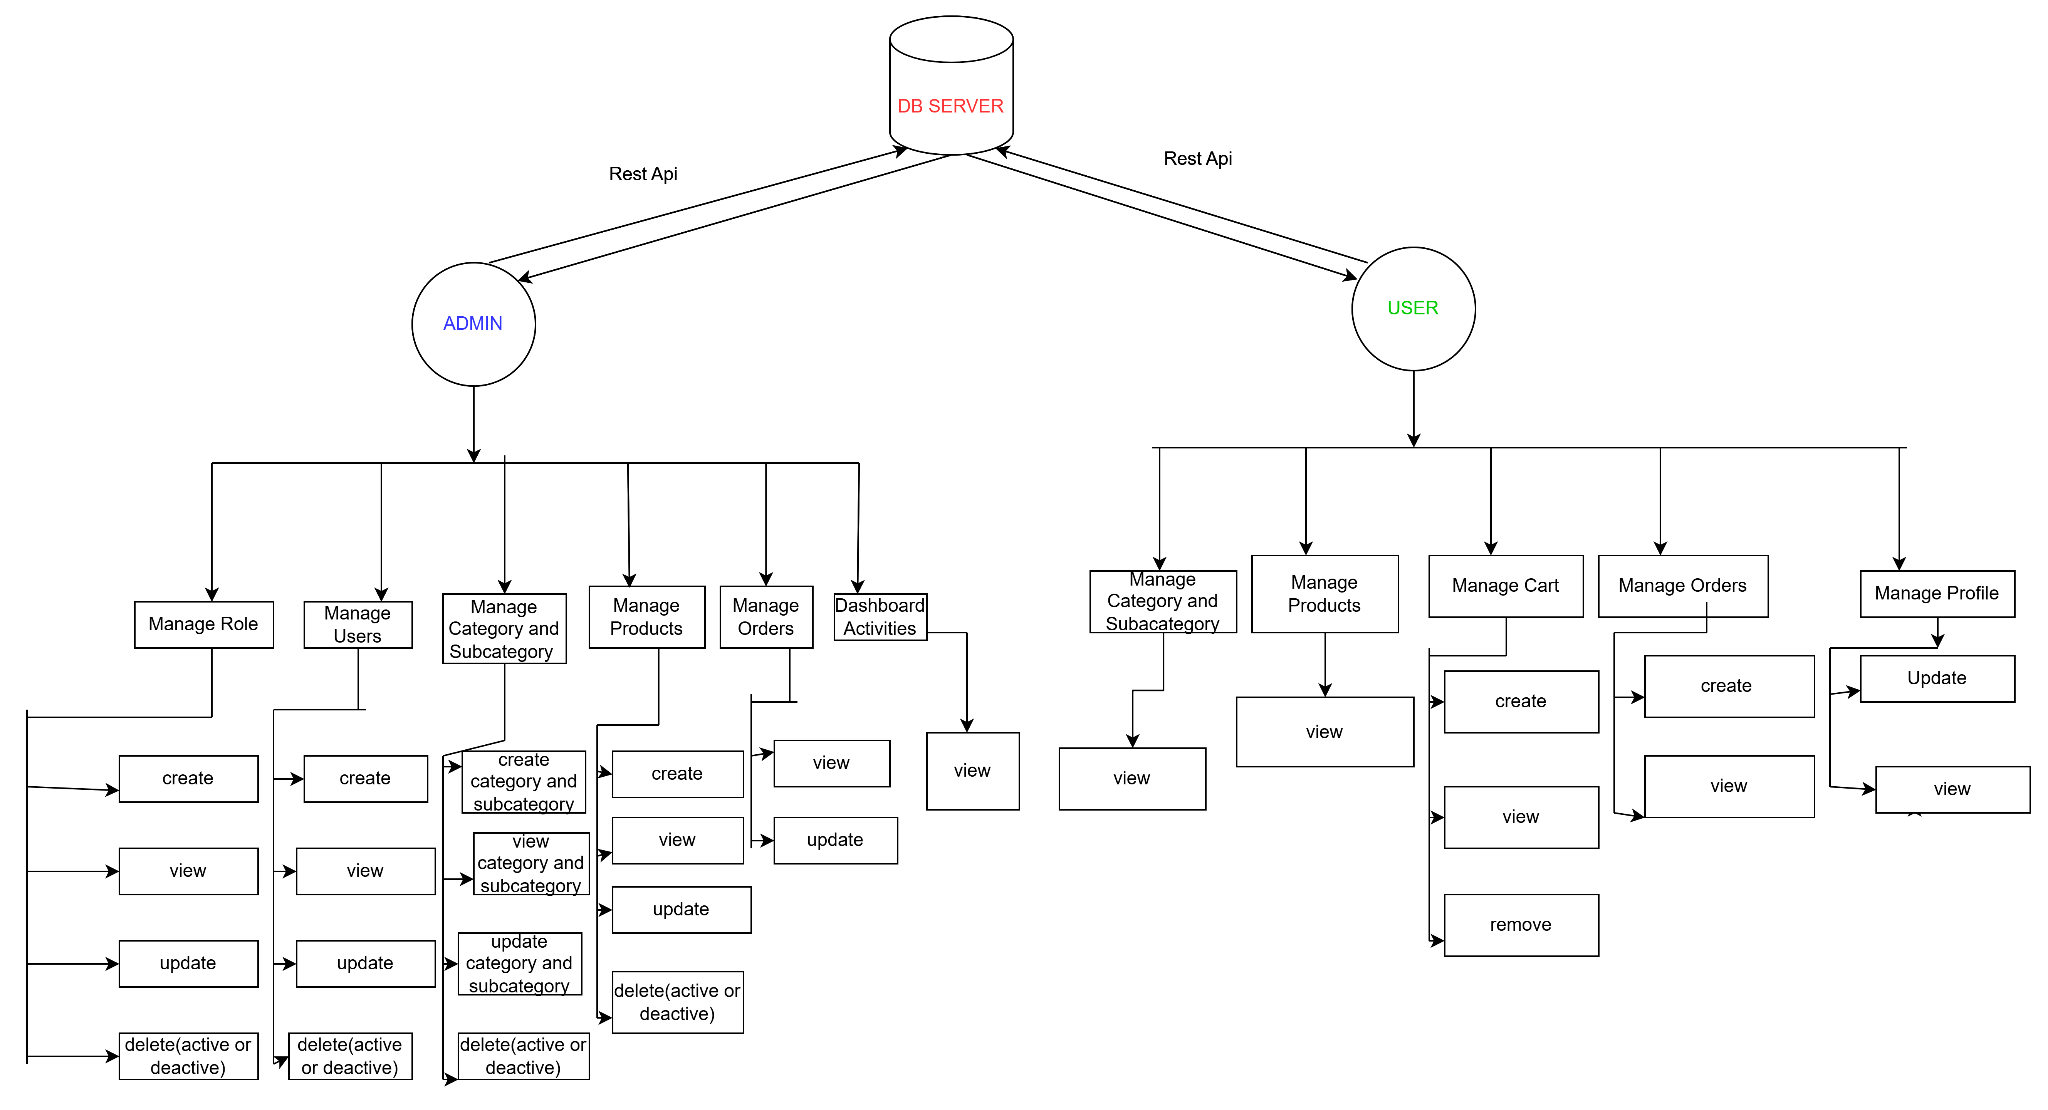 DB SERVER
Rest Api
Rest Api
ADMIN
USER
Manage Role
Manage
Users
Manage
Category and
Subcategory
Manage
Products
Manage
Orders
Dashboard
Activities
Manage
Category and
Subacategory
Manage
Products
Manage Cart
Manage Orders
Manage Profile
create
view
update
delete(active or
deactive)
create
view
update
delete(active
or deactive)
create
category and
subcategory
view
category and
subcategory
update
category and
subcategory
delete(active or
deactive)
create
view
update
delete(active or
deactive)
view
update
view
view
view
create
view
remove
create
view
Update
view